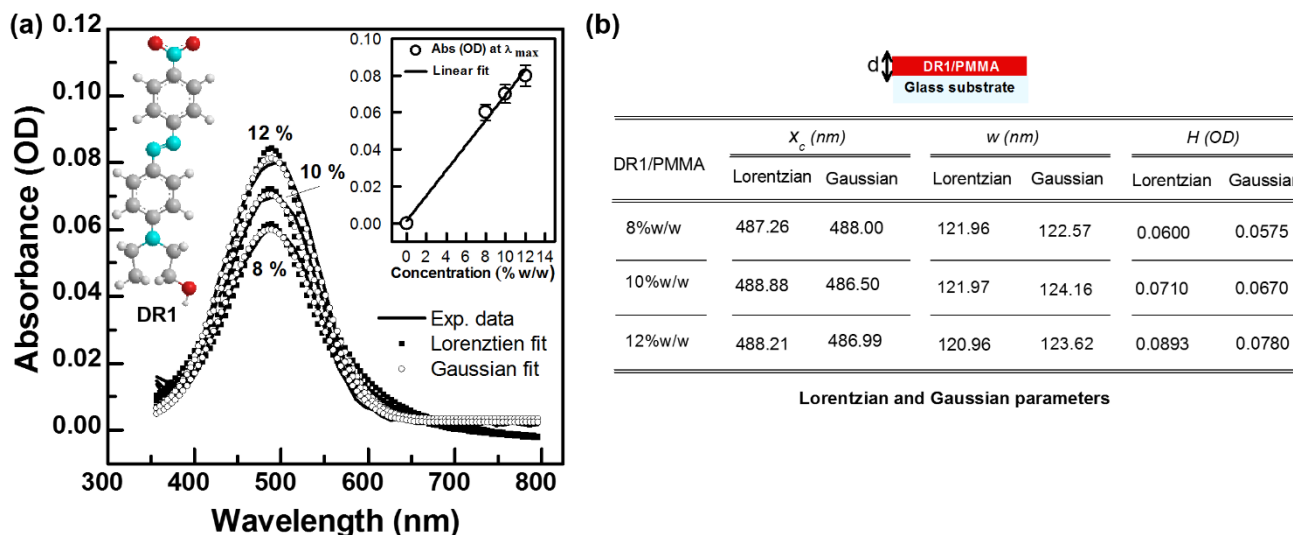 (a)
Absorbance (OD)
0.12
0.10
0.08
0.06
0.04
0.02
0.00
300 400 500 600 700 800
Wavelength (nm)
DR1
12 %
10 %
8 %
Exp. data
Lorenztien fit
Gaussian fit
0.10
0.08
0.06
0.04
0.02
0.00
0 2 4 6 8 10 12 14
Concentration (% w/w)
Abs (OD) at λ max
Linear fit
(b)
d
DR1/PMMA
Glass substrate
DR1/PMMA X c (nm) w (nm) H (OD)
Lorentzian Gaussian Lorentzian Gaussian Lorentzian Gaussian
8%w/w 487.26 488.00 121.96 122.57 0.0600 0.0575
10%w/w 488.88 486.50 121.97 124.16 0.0710 0.0670
12%w/w 488.21 486.99 120.96 123.62 0.0893 0.0780
Lorentzian and Gaussian parameters